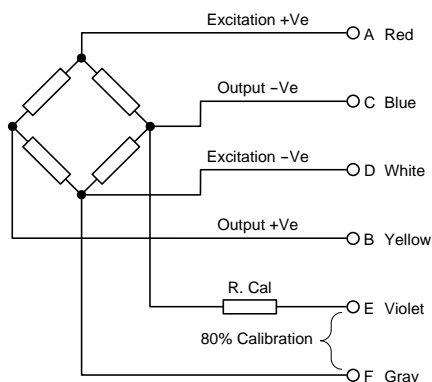 Excitation +Ve A Red
Output −Ve C Blue
Excitation −Ve D White
Output +Ve B Yellow
R. Cal E Violet
80% Calibration
F Gray